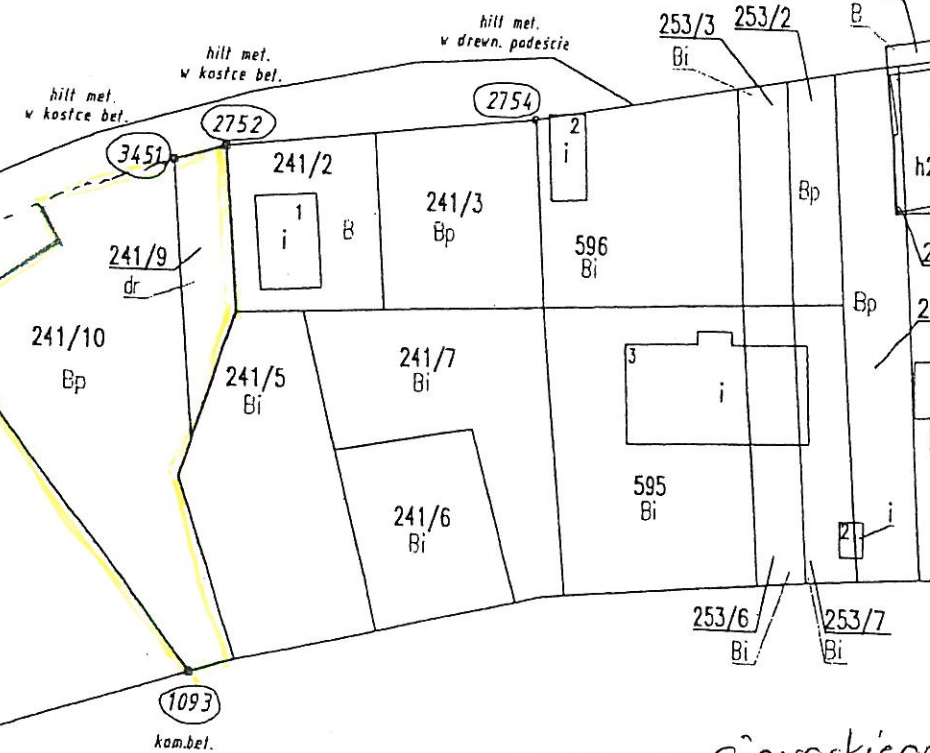 hilt met.
w drewn. podeście
253/3
253/2
B
Bi
hilt met.
w kostce bet.
hilt met.
w kostce bet.
2754
2752
3451
2
i
241/2
Bp
241/3
Bp
1
i
B
596
Bi
241/9
dr
Bp
241/10
Bp
241/7
Bi
241/5
Bi
3
i
241/6
Bi
595
Bi
2
i
253/6
Bi
253/7
Bi
1093
kam.bet.